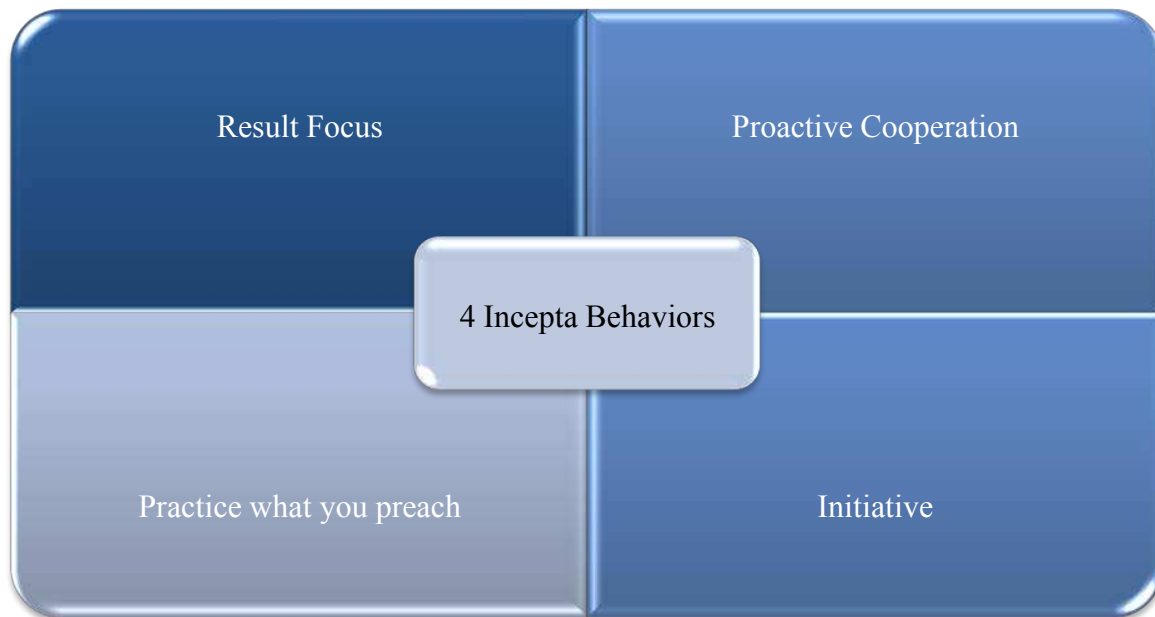 Result Focus
Proactive Cooperation
4 Incepta Behaviors
Practice what you preach
Initiative